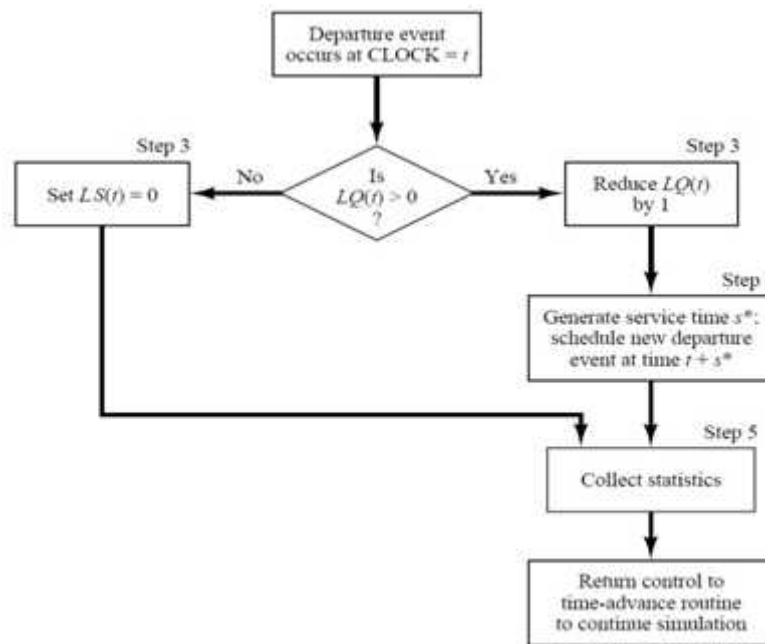 Departure event
occurs at CLOCK = t
Step 3
Set LS(t) = 0
No
Is
LQ(t) > 0
?
Yes
Step 3
Reduce LQ(t)
by 1
Step
Generate service time s*;
schedule new departure
event at time t + s*
Step 5
Collect statistics
Return control to
time-advance routine
to continue simulation